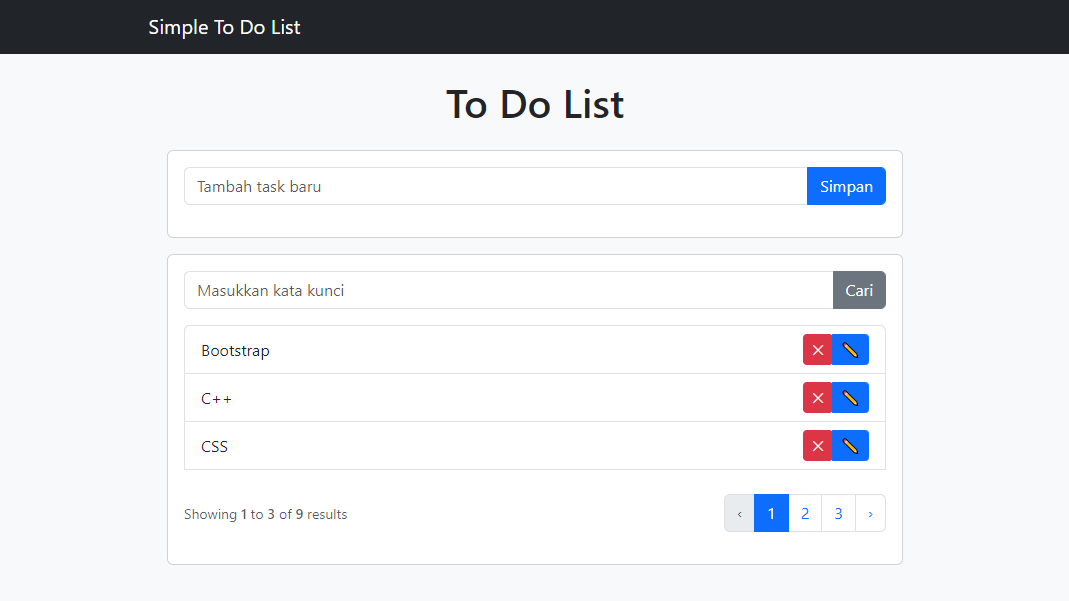 Simple To Do List
To Do List
Tambah task baru Simpan
Masukkan kata kunci Cari
Bootstrap ✕ ✏️
C++ ✕ ✏️
CSS ✕ ✏️
Showing 1 to 3 of 9 results ‹ 1 2 3 ›